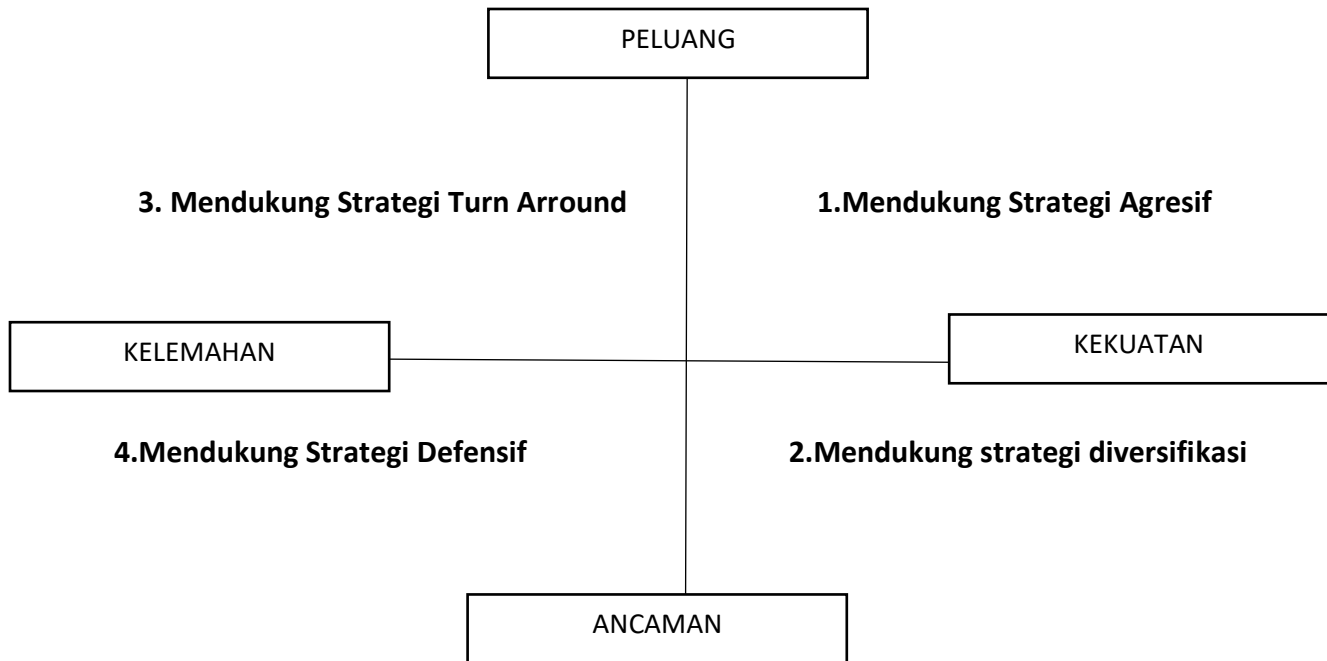 PELUANG
3. Mendukung Strategi Turn Arround
1.Mendukung Strategi Agresif
KELEMAHAN
KEKUATAN
4.Mendukung Strategi Defensif
2.Mendukung strategi diversifikasi
ANCAMAN